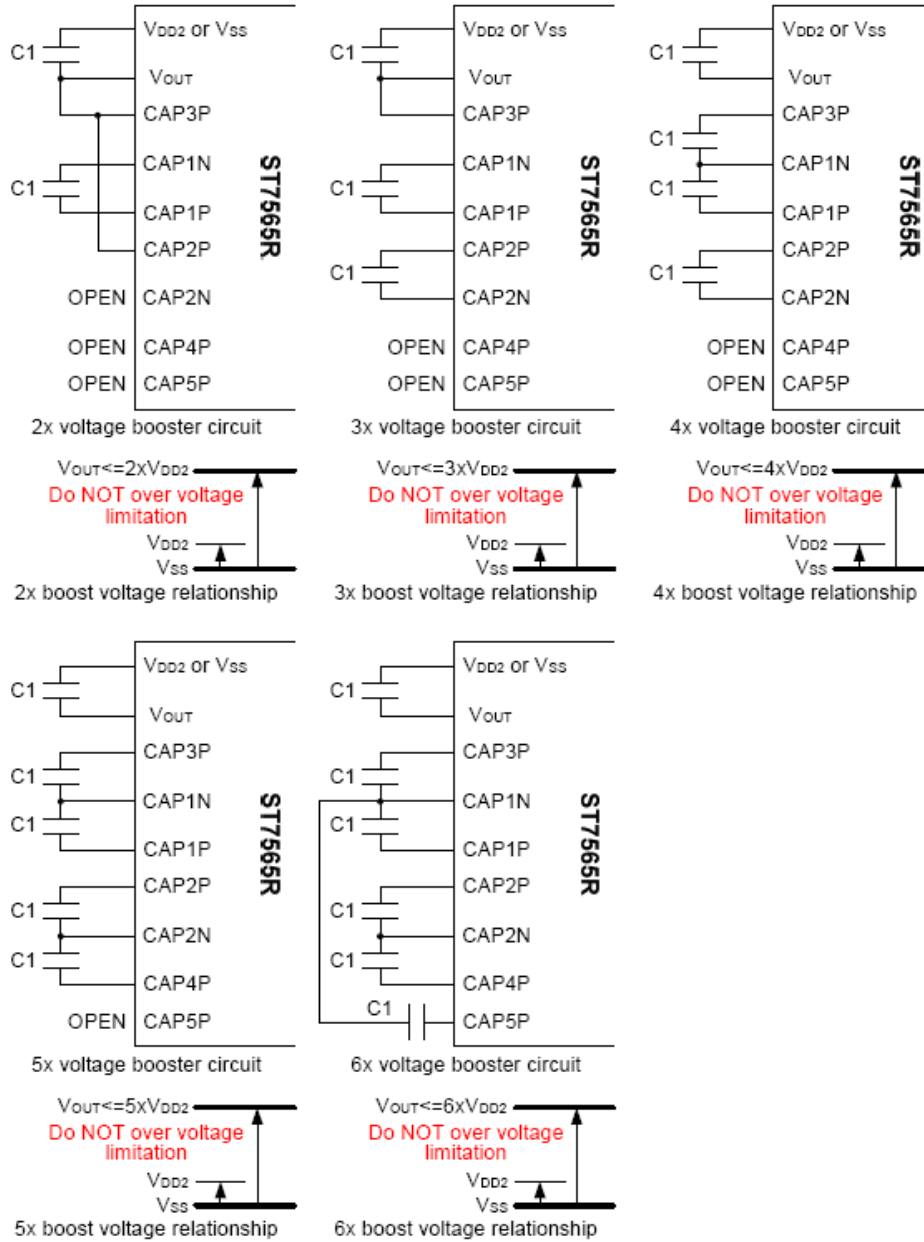 VDD2 or VSS
C1
VOUT
CAP3P
CAP1N
C1
CAP1P
CAP2P
OPEN CAP2N
OPEN CAP4P
OPEN CAP5P
ST7565R
2x voltage booster circuit
VOUT<=2xVDD2
Do NOT over voltage
limitation
VDD2
VSS
2x boost voltage relationship
VDD2 or VSS
C1
VOUT
CAP3P
CAP1N
C1
CAP1P
CAP2P
C1
CAP2N
OPEN CAP4P
OPEN CAP5P
ST7565R
3x voltage booster circuit
VOUT<=3xVDD2
Do NOT over voltage
limitation
VDD2
VSS
3x boost voltage relationship
VDD2 or VSS
C1
VOUT
CAP3P
C1
CAP1N
C1
CAP1P
CAP2P
C1
CAP2N
OPEN CAP4P
OPEN CAP5P
ST7565R
4x voltage booster circuit
VOUT<=4xVDD2
Do NOT over voltage
limitation
VDD2
VSS
4x boost voltage relationship
VDD2 or VSS
C1
VOUT
CAP3P
C1
CAP1N
C1
CAP1P
CAP2P
C1
CAP2N
C1
CAP4P
OPEN CAP5P
ST7565R
5x voltage booster circuit
VOUT<=5xVDD2
Do NOT over voltage
limitation
VDD2
VSS
5x boost voltage relationship
VDD2 or VSS
C1
VOUT
CAP3P
C1
CAP1N
C1
CAP1P
CAP2P
C1
CAP2N
C1
CAP4P
C1
CAP5P
ST7565R
6x voltage booster circuit
VOUT<=6xVDD2
Do NOT over voltage
limitation
VDD2
VSS
6x boost voltage relationship